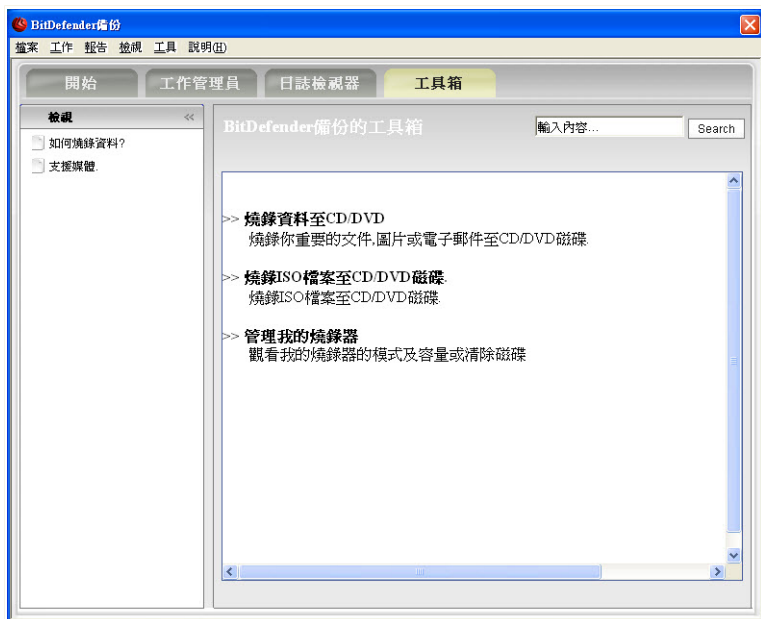 BitDefender備份
檔案 工作 報告 檢視 工具 說明(H)
開始 工作管理員 日誌檢視器 工具箱
檢視
如何燒錄資料?
支援媒體.
BitDefender備份的工具箱 輸入內容... Search
>> 燒錄資料至CD/DVD
燒錄你重要的文件,圖片或電子郵件至CD/DVD磁碟.
>> 燒錄ISO檔案至CD/DVD磁碟.
燒錄ISO檔案至CD/DVD磁碟.
>> 管理我的燒錄器
觀看我的燒錄器的模式及容量或清除磁碟